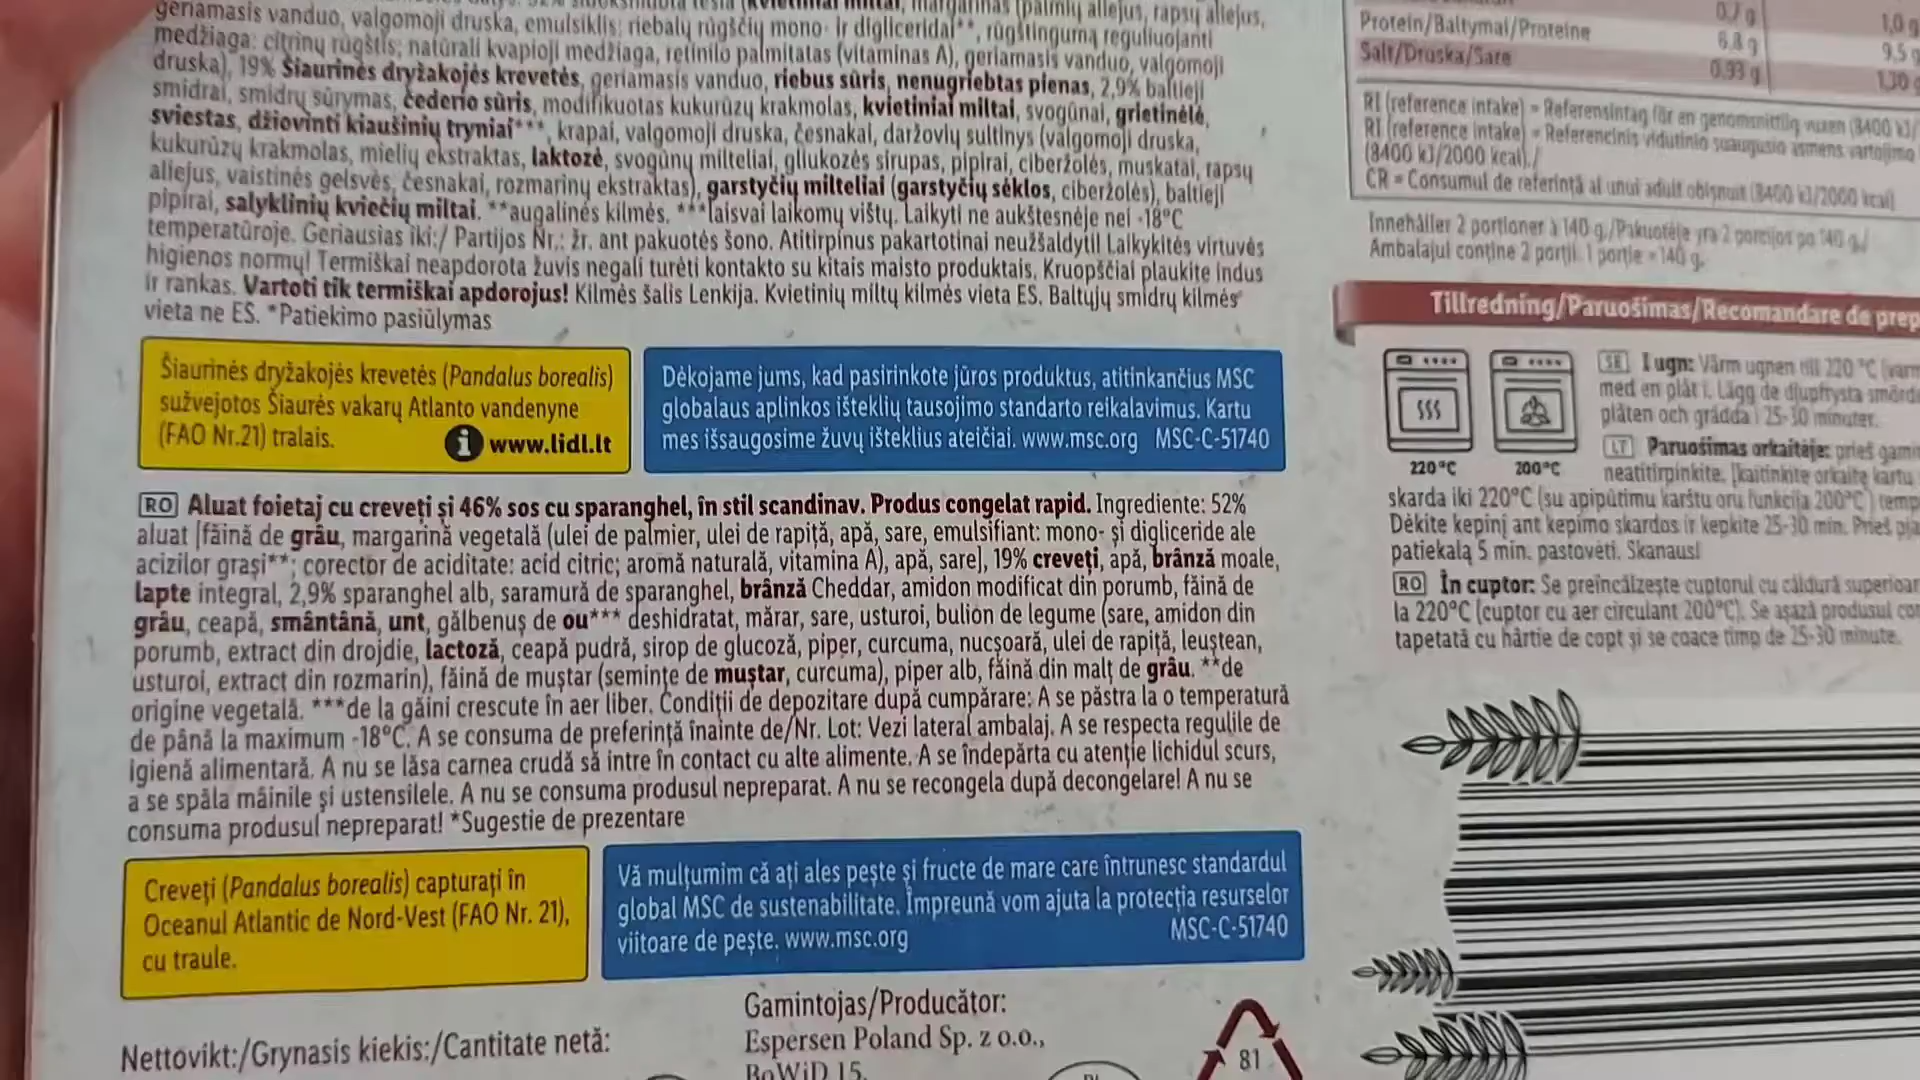 geriamasis vanduo, valgomoji druska, emulsiklis: riebalų rūgščių mono- ir digliceridai**, rūgštingumą reguliuojanti
medžiaga: citrinų rūgštis; natūrali kvapioji medžiaga, retinilo palmitatas (vitaminas A), geriamasis vanduo, valgomoji
druska), 19% Šiaurinės dryžakojės krevetės, geriamasis vanduo, riebus sūris, nenugriebtas pienas, 2,9% baltieji
smidrai, smidrų sūrymas, čederio sūris, modifikuotas kukurūzų krakmolas, kvietiniai miltai, svogūnai, grietinėlė,
sviestas, džiovinti kiaušinių tryniai***, krapai, valgomoji druska, česnakai, daržovių sultinys (valgomoji druska,
kukurūzų krakmolas, mielių ekstraktas, laktozė, svogūnų milteliai, gliukozės sirupas, pipirai, ciberžolės, muskatai, rapsų
aliejus, vaistinės gelsvės, česnakai, rozmarinų ekstraktas), garstyčių milteliai (garstyčių sėklos, ciberžolės), baltieji
pipirai, salyklinių kviečių miltai. **augalinės kilmės. ***laisvai laikomų vištų. Laikyti ne aukštesnėje nei -18°C
temperatūroje. Geriausias iki:/ Partijos Nr.: žr. ant pakuotės šono. Atitirpinus pakartotinai neužšaldyti! Laikykitės virtuvės
higienos normų! Termiškai neapdorota žuvis negali turėti kontakto su kitais maisto produktais. Kruopščiai plaukite indus
ir rankas. Vartoti tik termiškai apdorojus! Kilmės šalis Lenkija. Kvietinių miltų kilmės vieta ES. Baltųjų smidrų kilmės
vieta ne ES. *Patiekimo pasiūlymas
Šiaurinės dryžakojės krevetės (Pandalus borealis)
sužvejotos Šiaurės vakarų Atlanto vandenyne
(FAO Nr.21) tralais.
i www.lidl.lt
Dėkojame jums, kad pasirinkote jūros produktus, atitinkančius MSC
globalaus aplinkos išteklių tausojimo standarto reikalavimus. Kartu
mes išsaugosime žuvų išteklius ateičiai. www.msc.org MSC-C-51740
RO Aluat foietaj cu creveți și 46% sos cu sparanghel, în stil scandinav. Produs congelat rapid. Ingrediente: 52%
aluat [făină de grâu, margarină vegetală (ulei de palmier, ulei de rapiță, apă, sare, emulsifiant: mono- și digliceride ale
acizilor grași**; corector de aciditate: acid citric; aromă naturală, vitamina A), apă, sare], 19% creveți, apă, brânză moale,
lapte integral, 2,9% sparanghel alb, saramură de sparanghel, brânză Cheddar, amidon modificat din porumb, făină de
grâu, ceapă, smântână, unt, gălbenuș de ou*** deshidratat, mărar, sare, usturoi, bulion de legume (sare, amidon din
porumb, extract din drojdie, lactoză, ceapă pudră, sirop de glucoză, piper, curcuma, nucșoară, ulei de rapiță, leuștean,
usturoi, extract din rozmarin), făină de muștar (semințe de muștar, curcuma), piper alb, făină din malț de grâu. **de
origine vegetală. ***de la găini crescute în aer liber. Condiții de depozitare după cumpărare: A se păstra la o temperatură
de până la maximum -18°C. A se consuma de preferință înainte de/Nr. Lot: Vezi lateral ambalaj. A se respecta regulile de
igienă alimentară. A nu se lăsa carnea crudă să intre în contact cu alte alimente. A se îndepărta cu atenție lichidul scurs,
a se spăla mâinile și ustensilele. A nu se consuma produsul nepreparat. A nu se recongela după decongelare! A nu se
consuma produsul nepreparat! *Sugestie de prezentare
Creveți (Pandalus borealis) capturați în
Oceanul Atlantic de Nord-Vest (FAO Nr. 21),
cu traule.
Vă mulțumim că ați ales pește și fructe de mare care întrunesc standardul
global MSC de sustenabilitate. Împreună vom ajuta la protecția resurselor
viitoare de pește. www.msc.org MSC-C-51740
Nettovikt:/Grynasis kiekis:/Cantitate netă:
Gamintojas/Producător:
Espersen Poland Sp. z o.o.,
BoWiD 15,
81
0,7 g 1,0 g
Protein/Baltymai/Proteine 6,8 g 9,5 g
Salt/Druska/Sare 0,93 g 1,30 g
RI (reference intake) = Referensintag för en genomsnittlig vuxen (8400 kJ/
RI (reference intake) = Referencinis vidutinio suaugusio asmens vartojimo
(8400 kJ/2000 kcal)./
CR = Consumul de referință al unui adult obișnuit (8400 kJ/2000 kcal)
Innehåller 2 portioner à 140 g./Pakuotėje yra 2 porcijos po 140 g./
Ambalajul conține 2 porții. 1 porție = 140 g.
Tillredning/Paruošimas/Recomandare de prep
220°C 200°C
SE I ugn: Värm ugnen till 220 °C (varm
med en plåt i. Lägg de djupfrysta smörde
plåten och grädda i 25-30 minuter.
LT Paruošimas orkaitėje: prieš gami
neatitirpinkite. Įkaitinkite orkaitę kartu
skarda iki 220°C (su apipūtimu karštu oru funkcija 200°C) temp
Dėkite kepinį ant kepimo skardos ir kepkite 25-30 min. Prieš
patiekalą 5 min. pastovėti. Skanaus!
RO În cuptor: Se preîncălzește cuptorul cu căldură superioar
la 220°C (cuptor cu aer circulant 200°C). Se așază produsul
tapetată cu hârtie de copt și se coace timp de 25-30 minute.